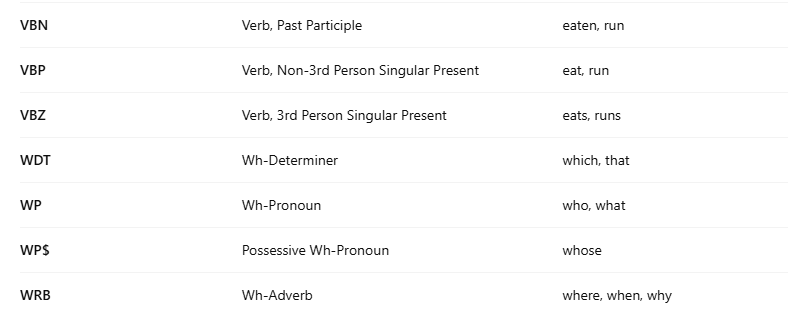 VBN Verb, Past Participle eaten, run
VBP Verb, Non-3rd Person Singular Present eat, run
VBZ Verb, 3rd Person Singular Present eats, runs
WDT Wh-Determiner which, that
WP Wh-Pronoun who, what
WP$ Possessive Wh-Pronoun whose
WRB Wh-Adverb where, when, why